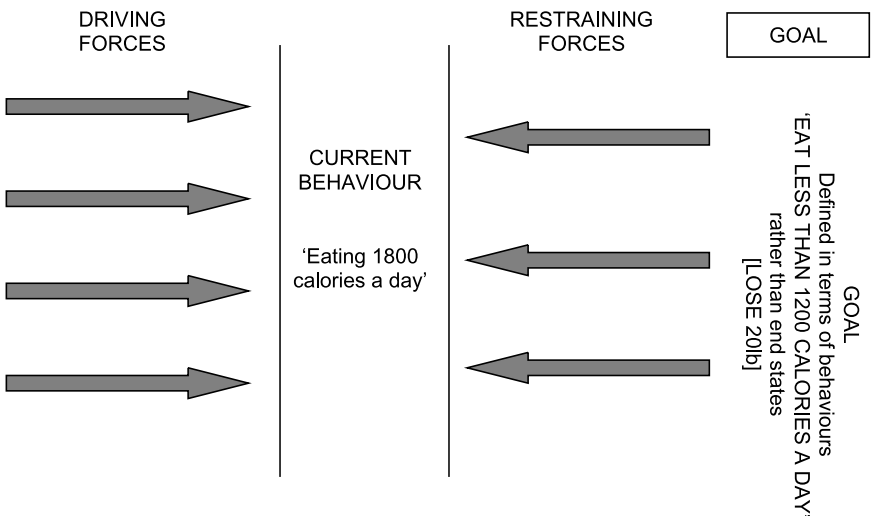 DRIVING
FORCES
RESTRAINING
FORCES
GOAL
CURRENT
BEHAVIOUR
‘Eating 1800
calories a day’
GOAL
Defined in terms of behaviours
‘EAT LESS THAN 1200 CALORIES A DAY’
rather than end states
[LOSE 20lb]